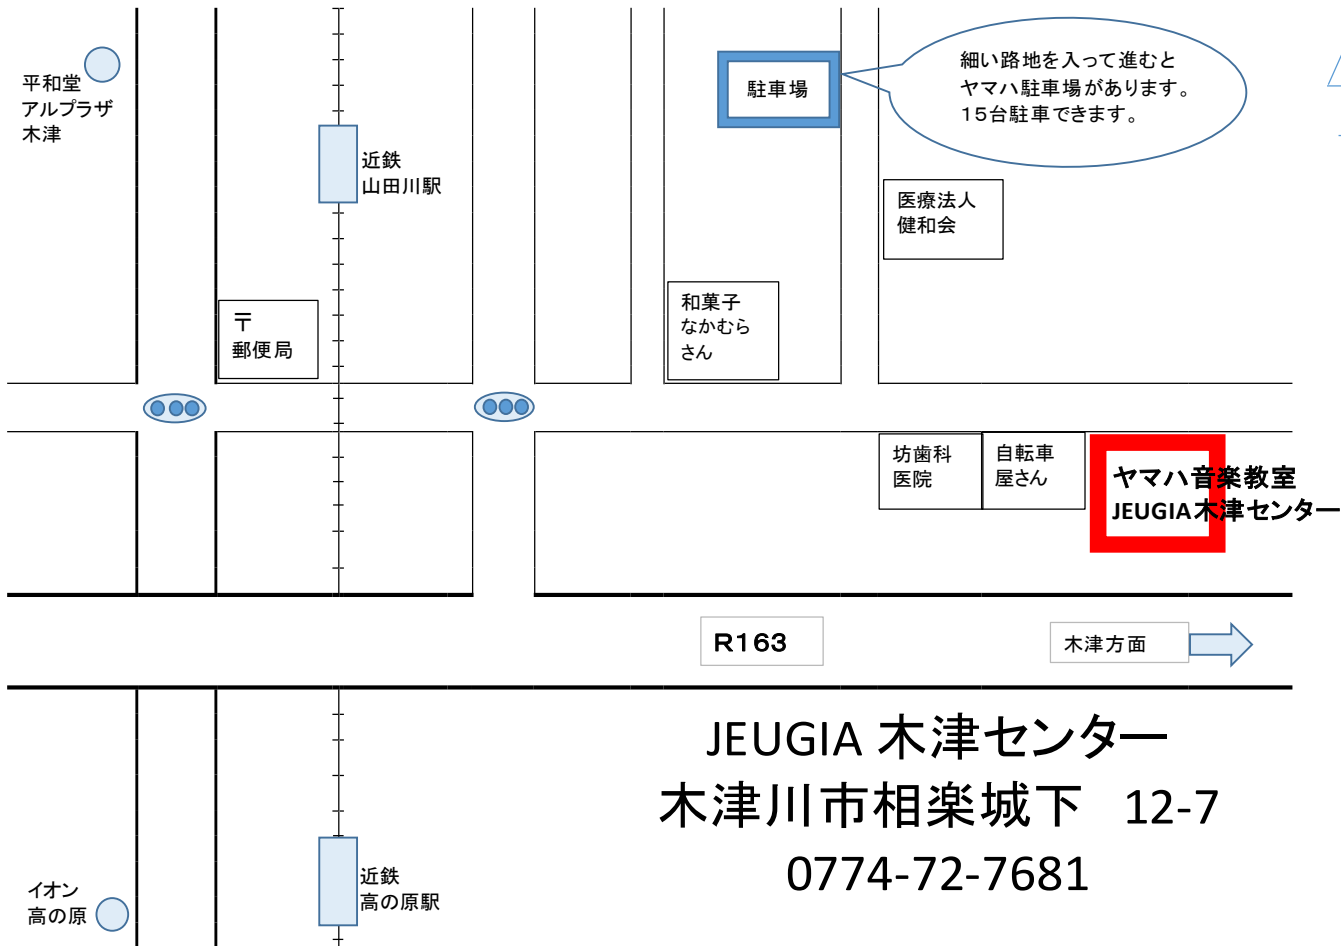 平和堂
アルプラザ
木津
近鉄
山田川駅
駐車場
細い路地を入って進むと
ヤマハ駐車場があります。
15台駐車できます。
医療法人
健和会
〒
郵便局
和菓子
なかむら
さん
坊歯科
医院
自転車
屋さん
ヤマハ音楽教室
JEUGIA木津センター
R163
木津方面
JEUGIA 木津センター
木津川市相楽城下　12-7
0774-72-7681
イオン
高の原
近鉄
高の原駅